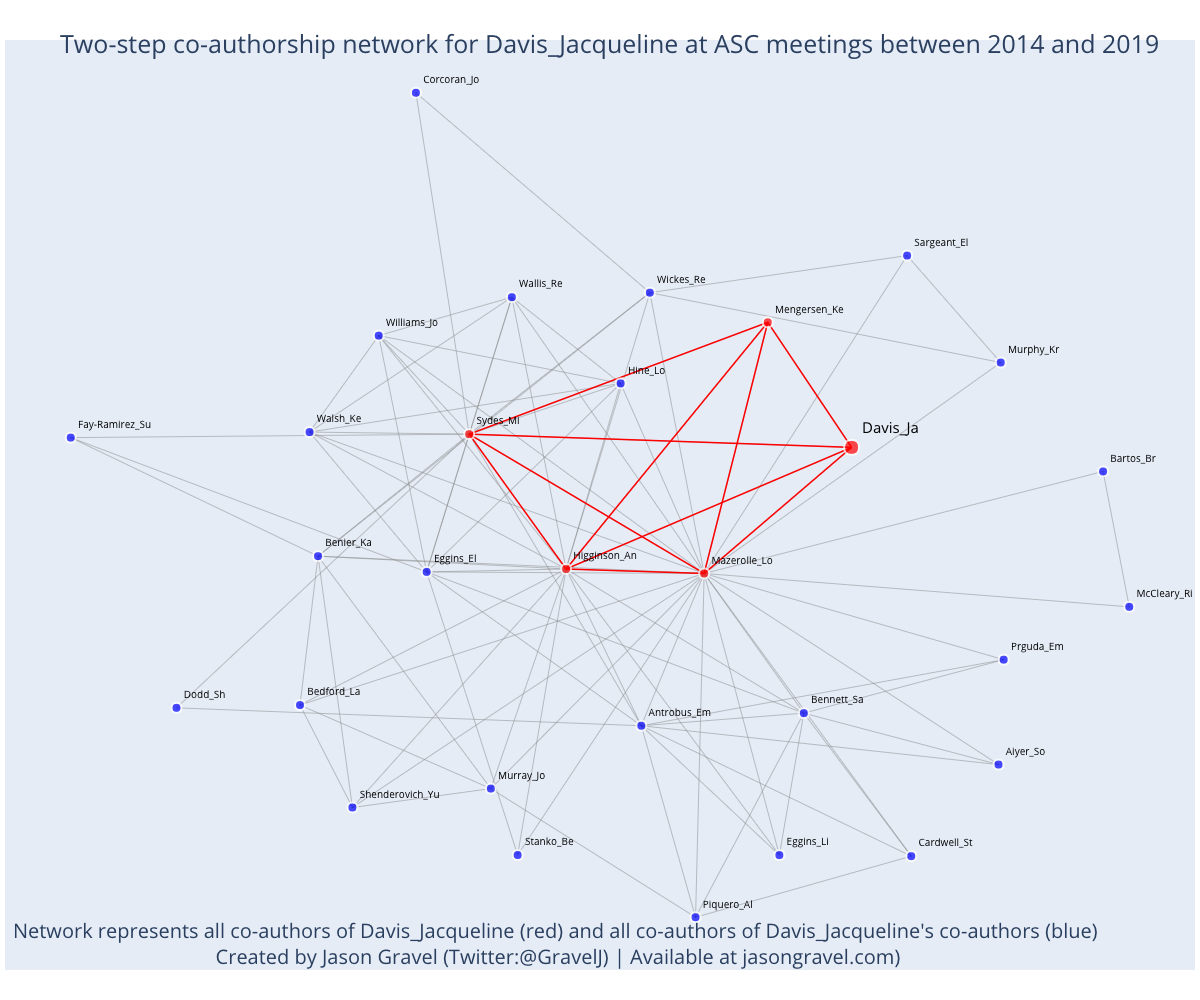 Two-step co-authorship network for Davis_Jacqueline at ASC meetings between 2014 and 2019
Corcoran_Jo
Sargeant_El
Wallis_Re
Wickes_Re
Mengersen_Ke
Williams_Jo
Murphy_Kr
Hine_Lo
Fay-Ramirez_Su
Walsh_Ke
Sydes_Mi
Davis_Ja
Bartos_Br
Benier_Ka
Eggins_El
Higginson_An
Mazerolle_Lo
McCleary_Ri
Prguda_Em
Dodd_Sh
Bedford_La
Antrobus_Em
Bennett_Sa
Aiyer_So
Shenderovich_Yu
Murray_Jo
Stanko_Be
Eggins_Li
Cardwell_St
Piquero_Al
Network represents all co-authors of Davis_Jacqueline (red) and all co-authors of Davis_Jacqueline's co-authors (blue)
Created by Jason Gravel (Twitter:@GravelJ) | Available at jasongravel.com)